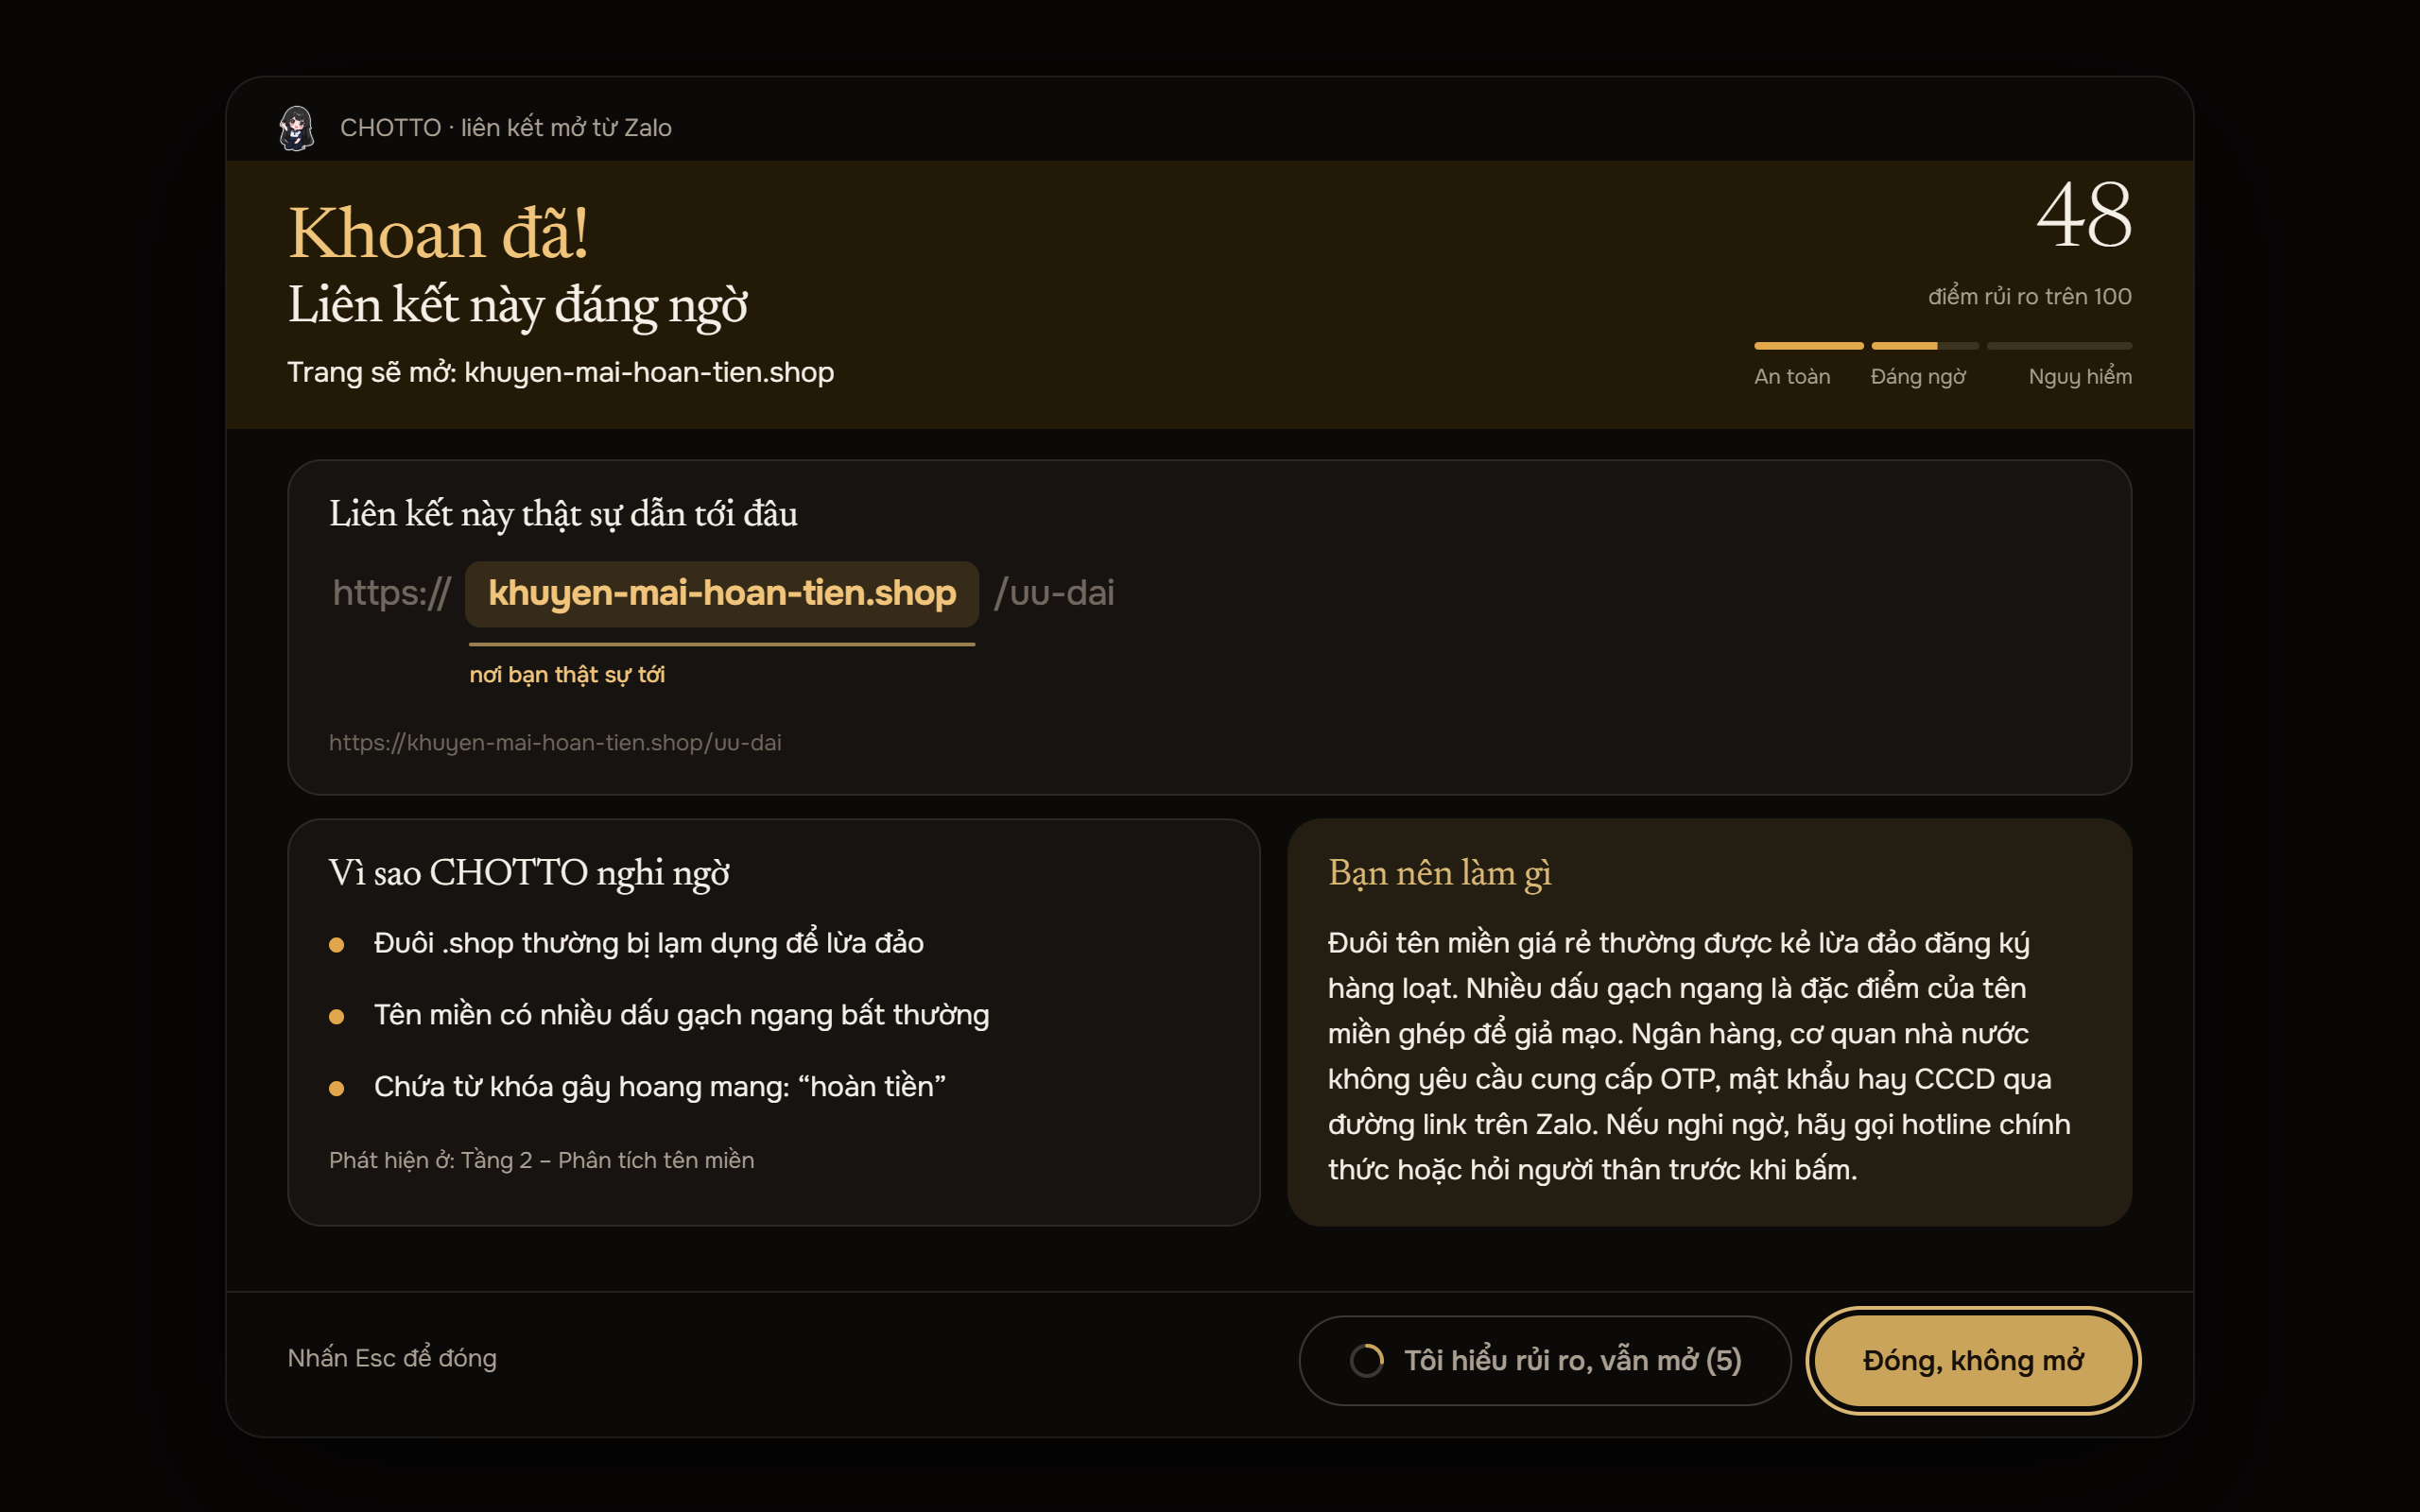 CHOTTO · liên kết mở từ Zalo
Khoan đã!
Liên kết này đáng ngờ
Trang sẽ mở: khuyen-mai-hoan-tien.shop
48
điểm rủi ro trên 100
An toàn Đáng ngờ Nguy hiểm
Liên kết này thật sự dẫn tới đâu
https:// khuyen-mai-hoan-tien.shop /uu-dai
nơi bạn thật sự tới
https://khuyen-mai-hoan-tien.shop/uu-dai
Vì sao CHOTTO nghi ngờ
Đuôi .shop thường bị lạm dụng để lừa đảo
Tên miền có nhiều dấu gạch ngang bất thường
Chứa từ khóa gây hoang mang: “hoàn tiền”
Phát hiện ở: Tầng 2 – Phân tích tên miền
Bạn nên làm gì
Đuôi tên miền giá rẻ thường được kẻ lừa đảo đăng ký
hàng loạt. Nhiều dấu gạch ngang là đặc điểm của tên
miền ghép để giả mạo. Ngân hàng, cơ quan nhà nước
không yêu cầu cung cấp OTP, mật khẩu hay CCCD qua
đường link trên Zalo. Nếu nghi ngờ, hãy gọi hotline chính
thức hoặc hỏi người thân trước khi bấm.
Nhấn Esc để đóng
Tôi hiểu rủi ro, vẫn mở (5)
Đóng, không mở